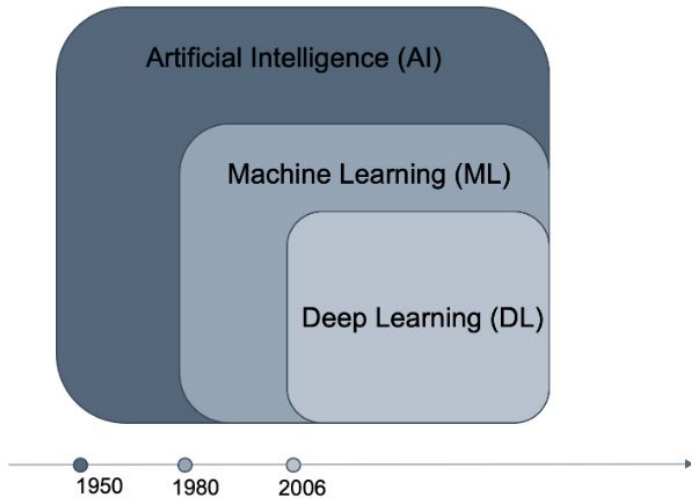 Artificial Intelligence (AI)
Machine Learning (ML)
Deep Learning (DL)
1950
1980
2006